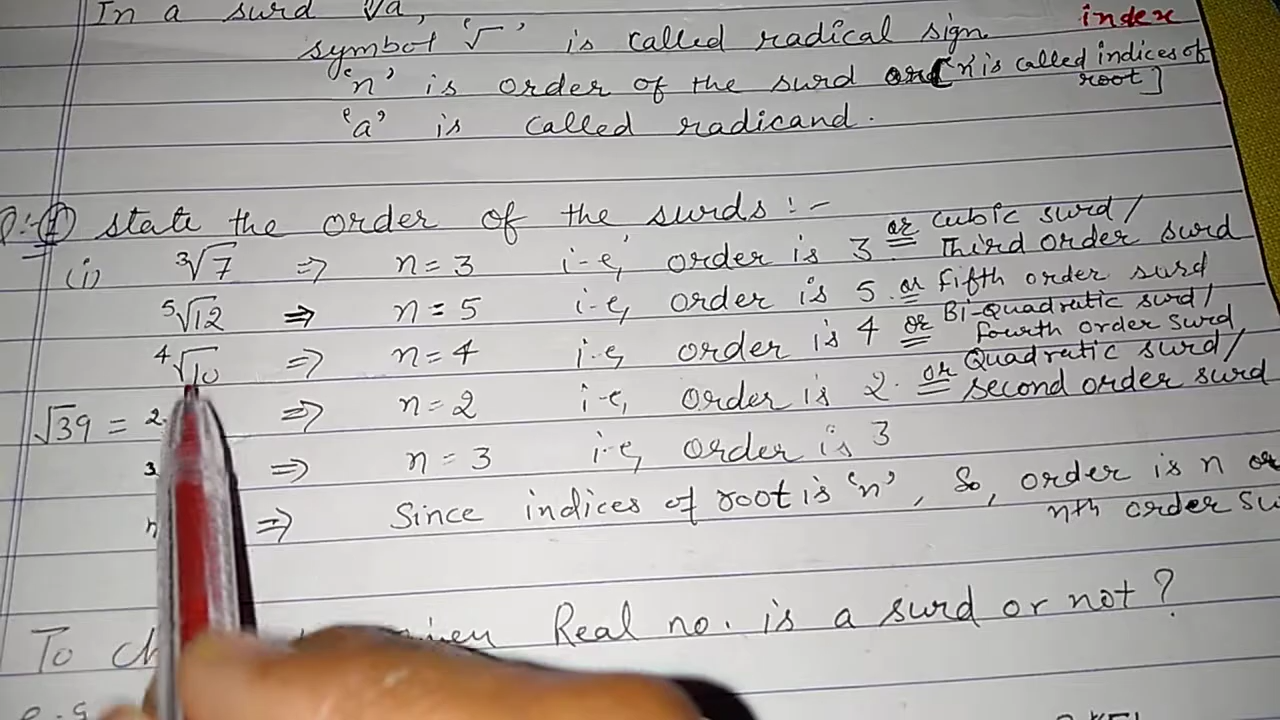 In a surd √a,
index
symbol '√' is called radical sign
'n' is order of the surd or ['n' is called indices of root]
'a' is called radicand.
Q:-(I) state the order of the surds :-
(i) ³√7 => n = 3 i-e, order is 3 or cubic surd / Third order surd
⁵√12 => n = 5 i-e, order is 5. or fifth order surd
⁴√10 => n = 4 i-e, order is 4 or Bi-Quadratic surd / fourth order surd
√39 = 2 => n = 2 i-e, order is 2. or Quadratic surd / second order surd
3 => n = 3 i-e, order is 3
n => Since indices of root is 'n', So, order is n or nth order su
To ch Real no. is a surd or not?
e.g